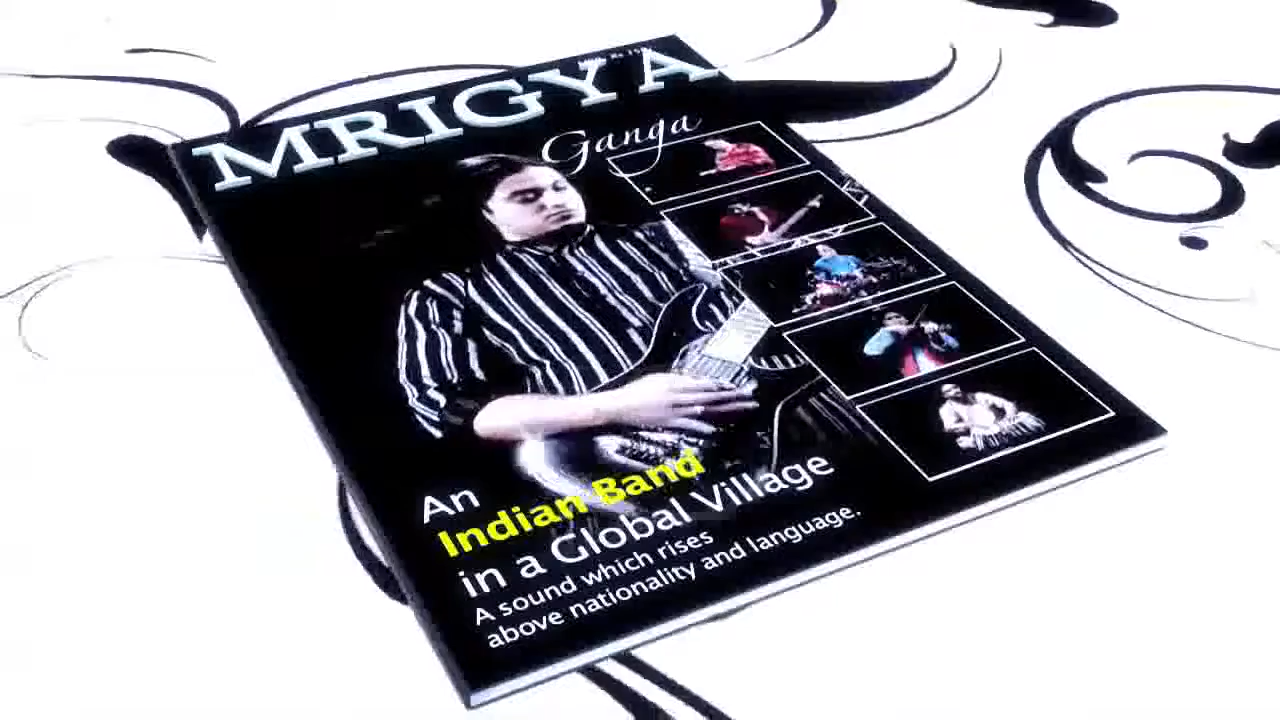 MRIGYA
Ganga
An
Indian Band
in a Global Village
A sound which rises
above nationality and language.